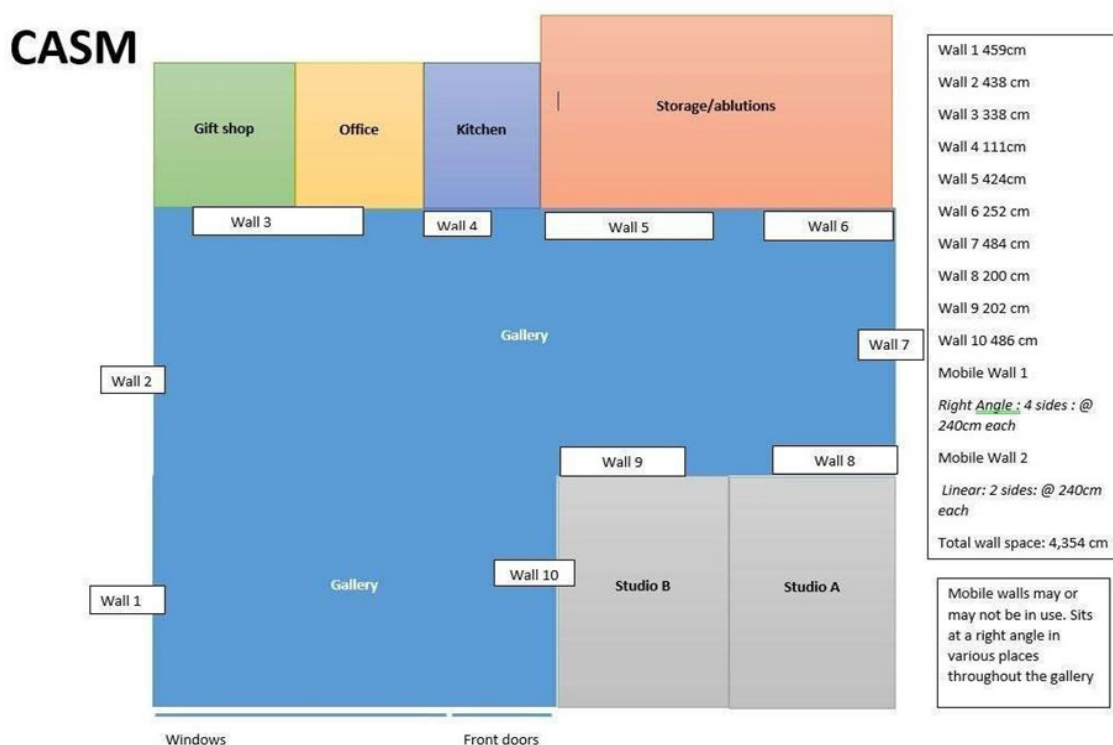 CASM
Gift shop
Office
Kitchen
Storage/ablutions
Wall 3
Wall 4
Wall 5
Wall 6
Gallery
Wall 7
Wall 2
Wall 9
Wall 8
Wall 10
Gallery
Studio B
Studio A
Wall 1
Windows
Front doors
Wall 1 459cm
Wall 2 438 cm
Wall 3 338 cm
Wall 4 111cm
Wall 5 424cm
Wall 6 252 cm
Wall 7 484 cm
Wall 8 200 cm
Wall 9 202 cm
Wall 10 486 cm
Mobile Wall 1
Right Angle : 4 sides : @
240cm each
Mobile Wall 2
Linear: 2 sides: @ 240cm
each
Total wall space: 4,354 cm
Mobile walls may or
may not be in use. Sits
at a right angle in
various places
throughout the gallery